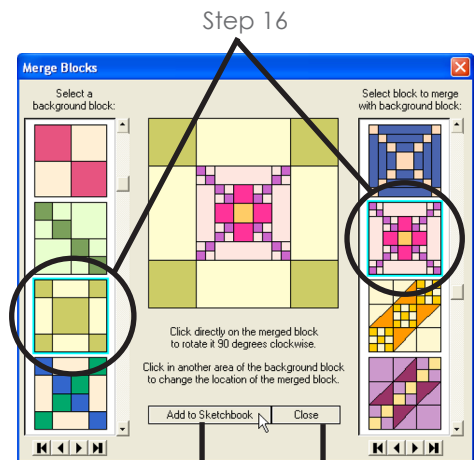 Step 16
Merge Blocks
Select a
background block:
Select block to merge
with background block:
Click directly on the merged block
to rotate it 90 degrees clockwise.
Click in another area of the background block
to change the location of the merged block.
Add to Sketchbook
Close